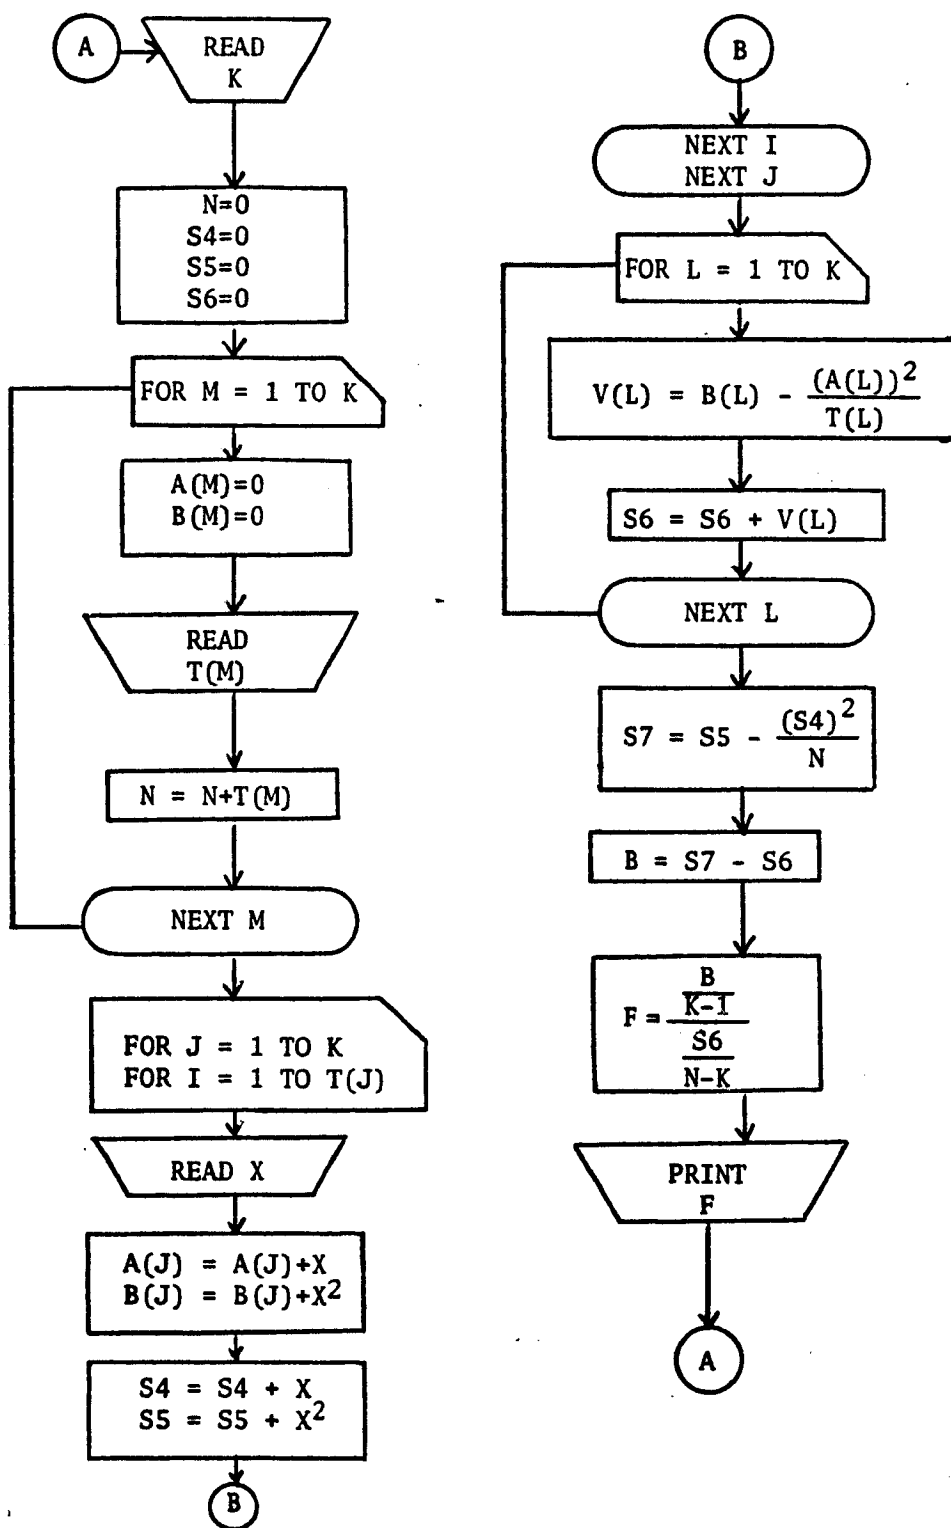 A
READ
K
N=0
S4=0
S5=0
S6=0
FOR M = 1 TO K
A(M)=0
B(M)=0
READ
T(M)
N = N+T(M)
NEXT M
FOR J = 1 TO K
FOR I = 1 TO T(J)
READ X
A(J) = A(J)+X
B(J) = B(J)+X²
S4 = S4 + X
S5 = S5 + X²
B
B
NEXT I
NEXT J
FOR L = 1 TO K
V(L) = B(L) - (A(L))²
T(L)
S6 = S6 + V(L)
NEXT L
S7 = S5 - (S4)²
N
B = S7 - S6
B
K-1
F =
S6
N-K
PRINT
F
A